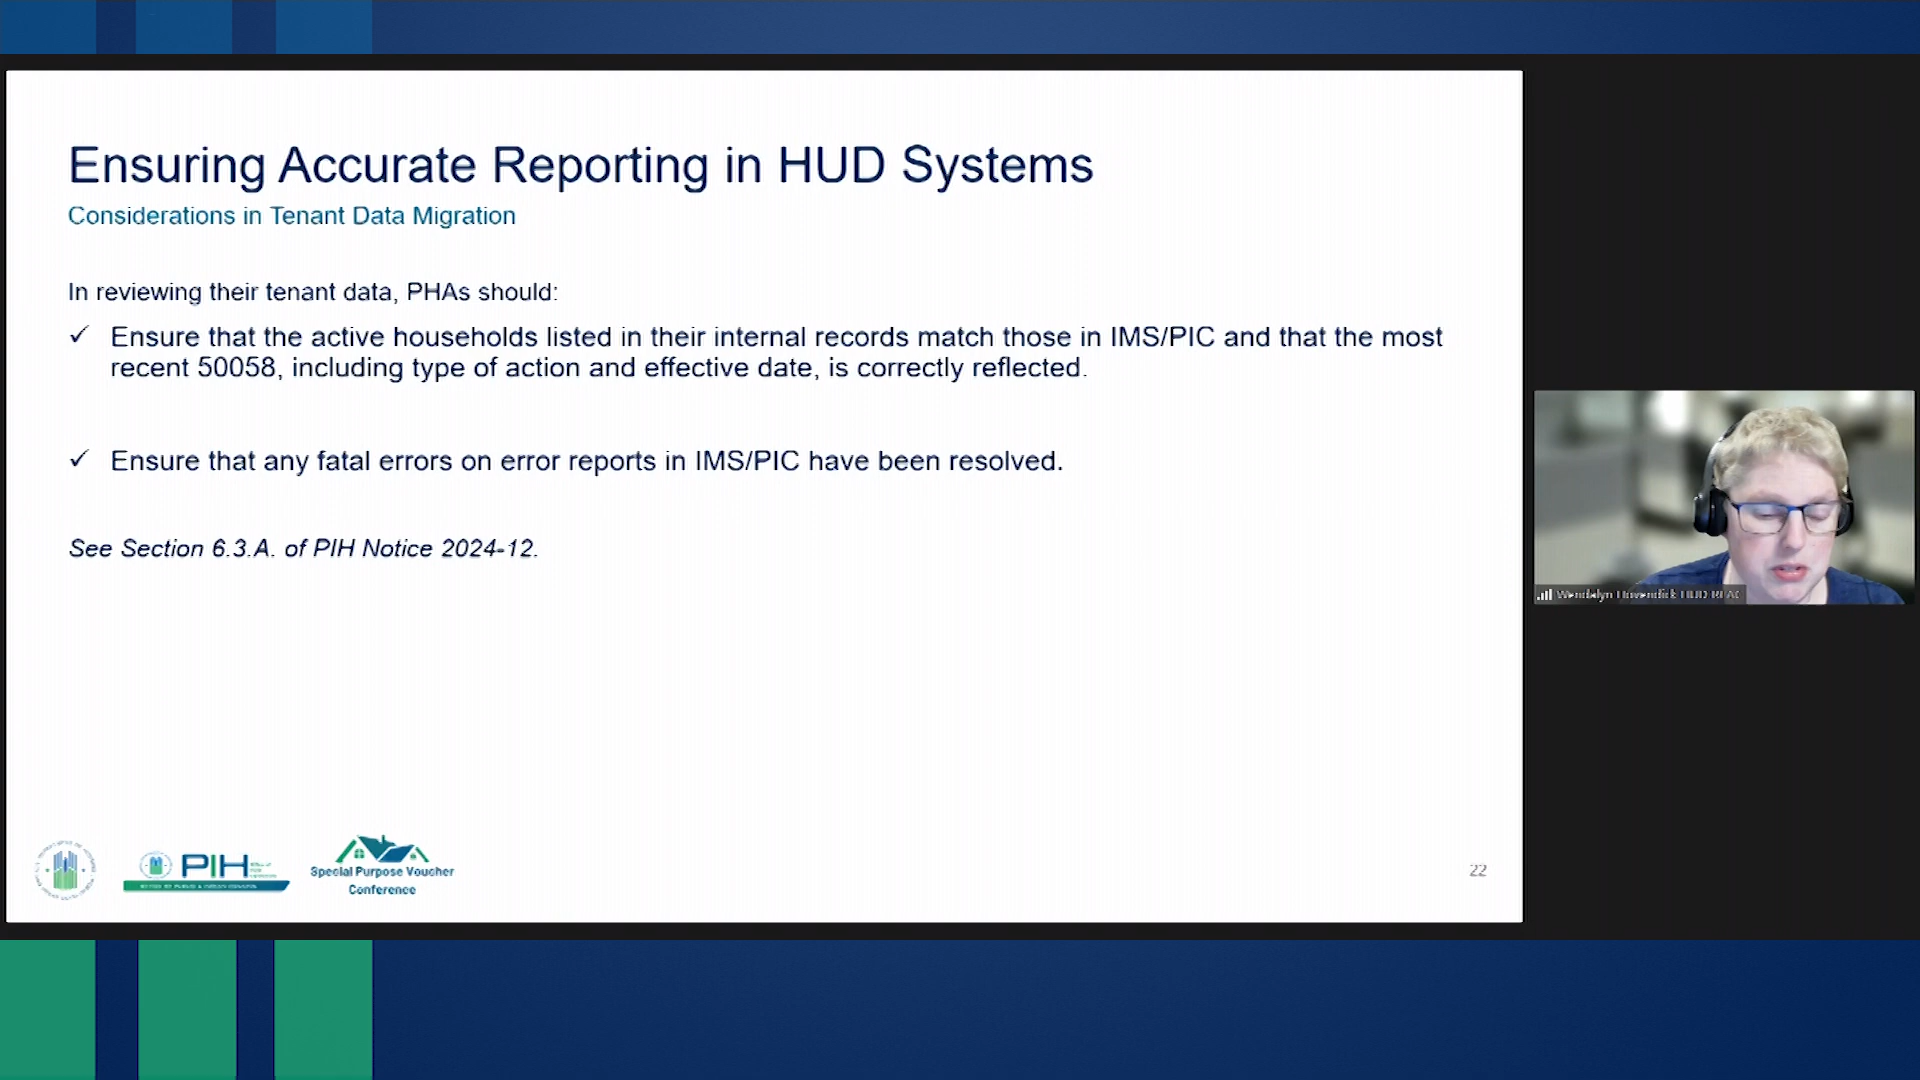 Ensuring Accurate Reporting in HUD Systems
Considerations in Tenant Data Migration
In reviewing their tenant data, PHAs should:
✓ Ensure that the active households listed in their internal records match those in IMS/PIC and that the most
recent 50058, including type of action and effective date, is correctly reflected.
✓ Ensure that any fatal errors on error reports in IMS/PIC have been resolved.
See Section 6.3.A. of PIH Notice 2024-12.
PIH
Special Purpose Voucher
Conference
22